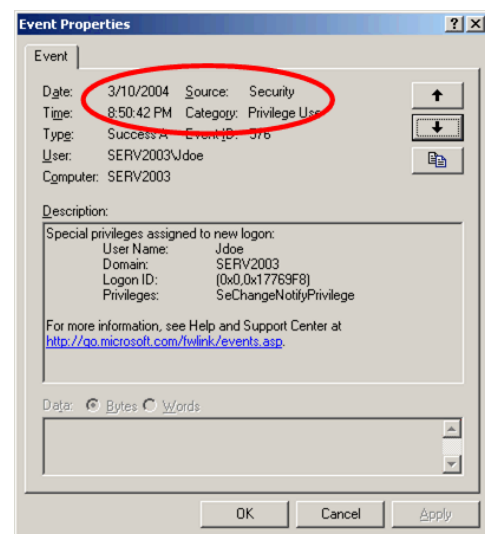 Event Properties
Event
Date: 3/10/2004 Source: Security
Time: 8:50:42 PM Category: Privilege Use
Type: Success A Event ID: 576
User: SERV2003\Jdoe
Computer: SERV2003
Description:
Special privileges assigned to new logon:
User Name: Jdoe
Domain: SERV2003
Logon ID: (0x0,0x17769F8)
Privileges: SeChangeNotifyPrivilege
For more information, see Help and Support Center at
http://go.microsoft.com/fwlink/events.asp.
Data: Bytes Words
OK Cancel Apply